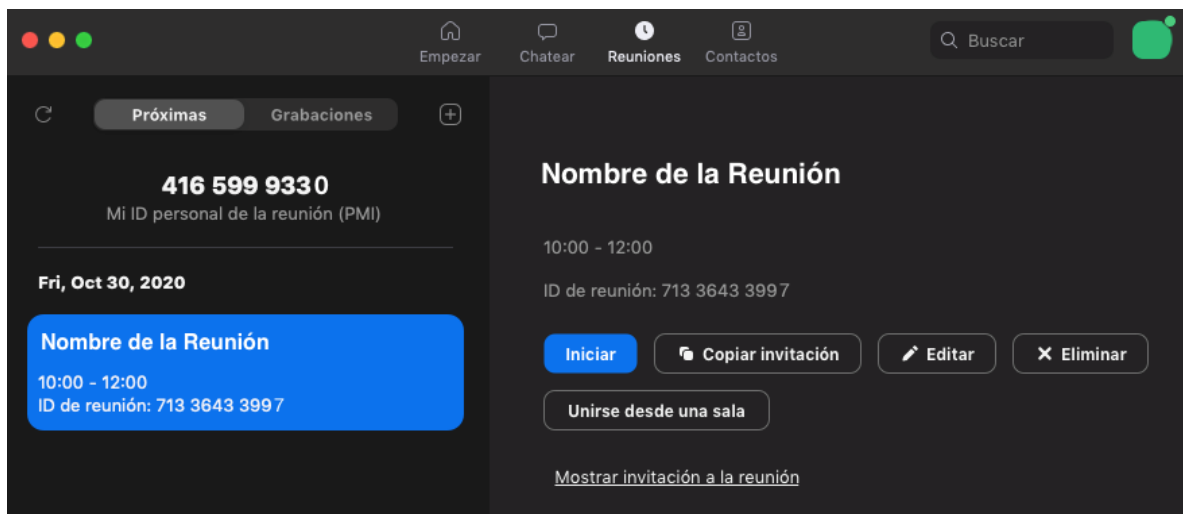 Empezar Chatear Reuniones Contactos Buscar
Próximas Grabaciones
416 599 9330
Mi ID personal de la reunión (PMI)
Fri, Oct 30, 2020
Nombre de la Reunión
10:00 - 12:00
ID de reunión: 713 3643 3997
Nombre de la Reunión
10:00 - 12:00
ID de reunión: 713 3643 3997
Iniciar Copiar invitación Editar Eliminar
Unirse desde una sala
Mostrar invitación a la reunión